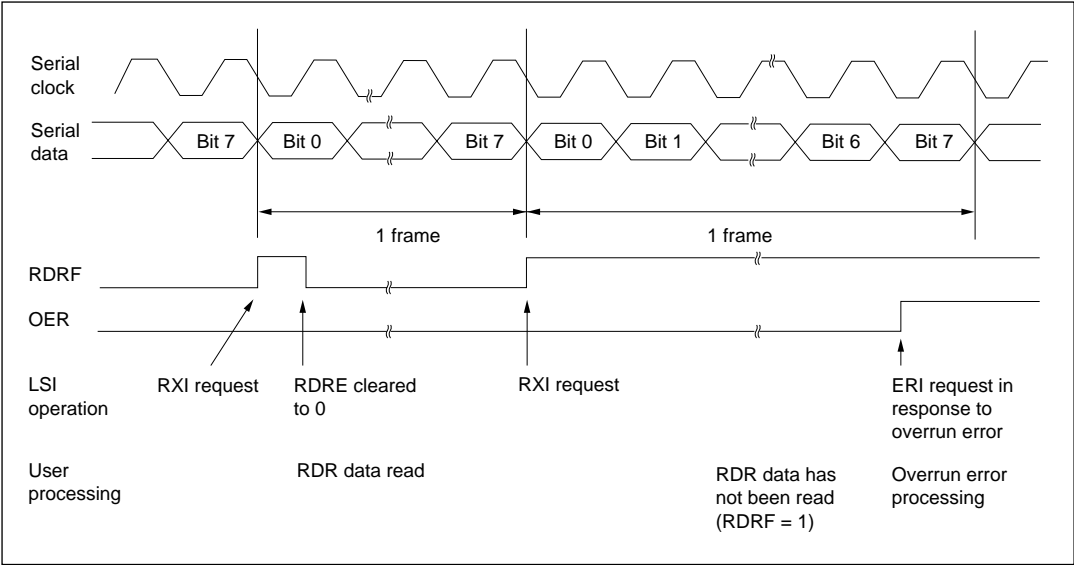 Serial
clock
Serial
data
Bit 7
Bit 0
Bit 7
Bit 0
Bit 1
Bit 6
Bit 7
1 frame
1 frame
RDRF
OER
LSI
operation
RXI request
RDRE cleared
to 0
RXI request
ERI request in
response to
overrun error
User
processing
RDR data read
RDR data has
not been read
(RDRF = 1)
Overrun error
processing